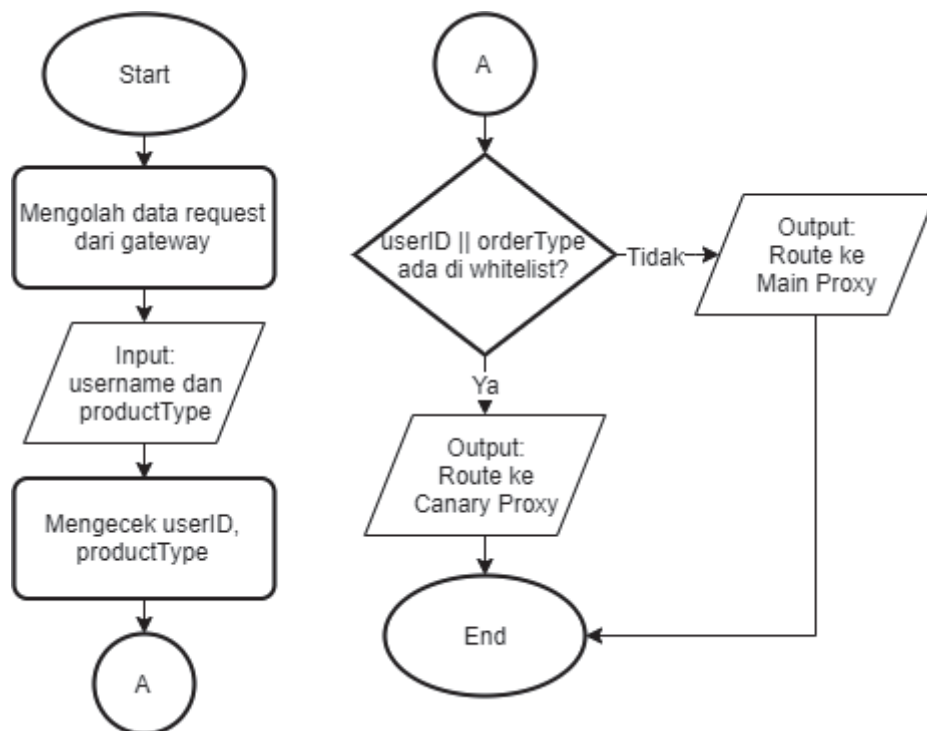 Start
Mengolah data request
dari gateway
Input:
username dan
productType
Mengecek userID,
productType
A
A
userID || orderType
ada di whitelist?
Tidak
Output:
Route ke
Main Proxy
Ya
Output:
Route ke
Canary Proxy
End